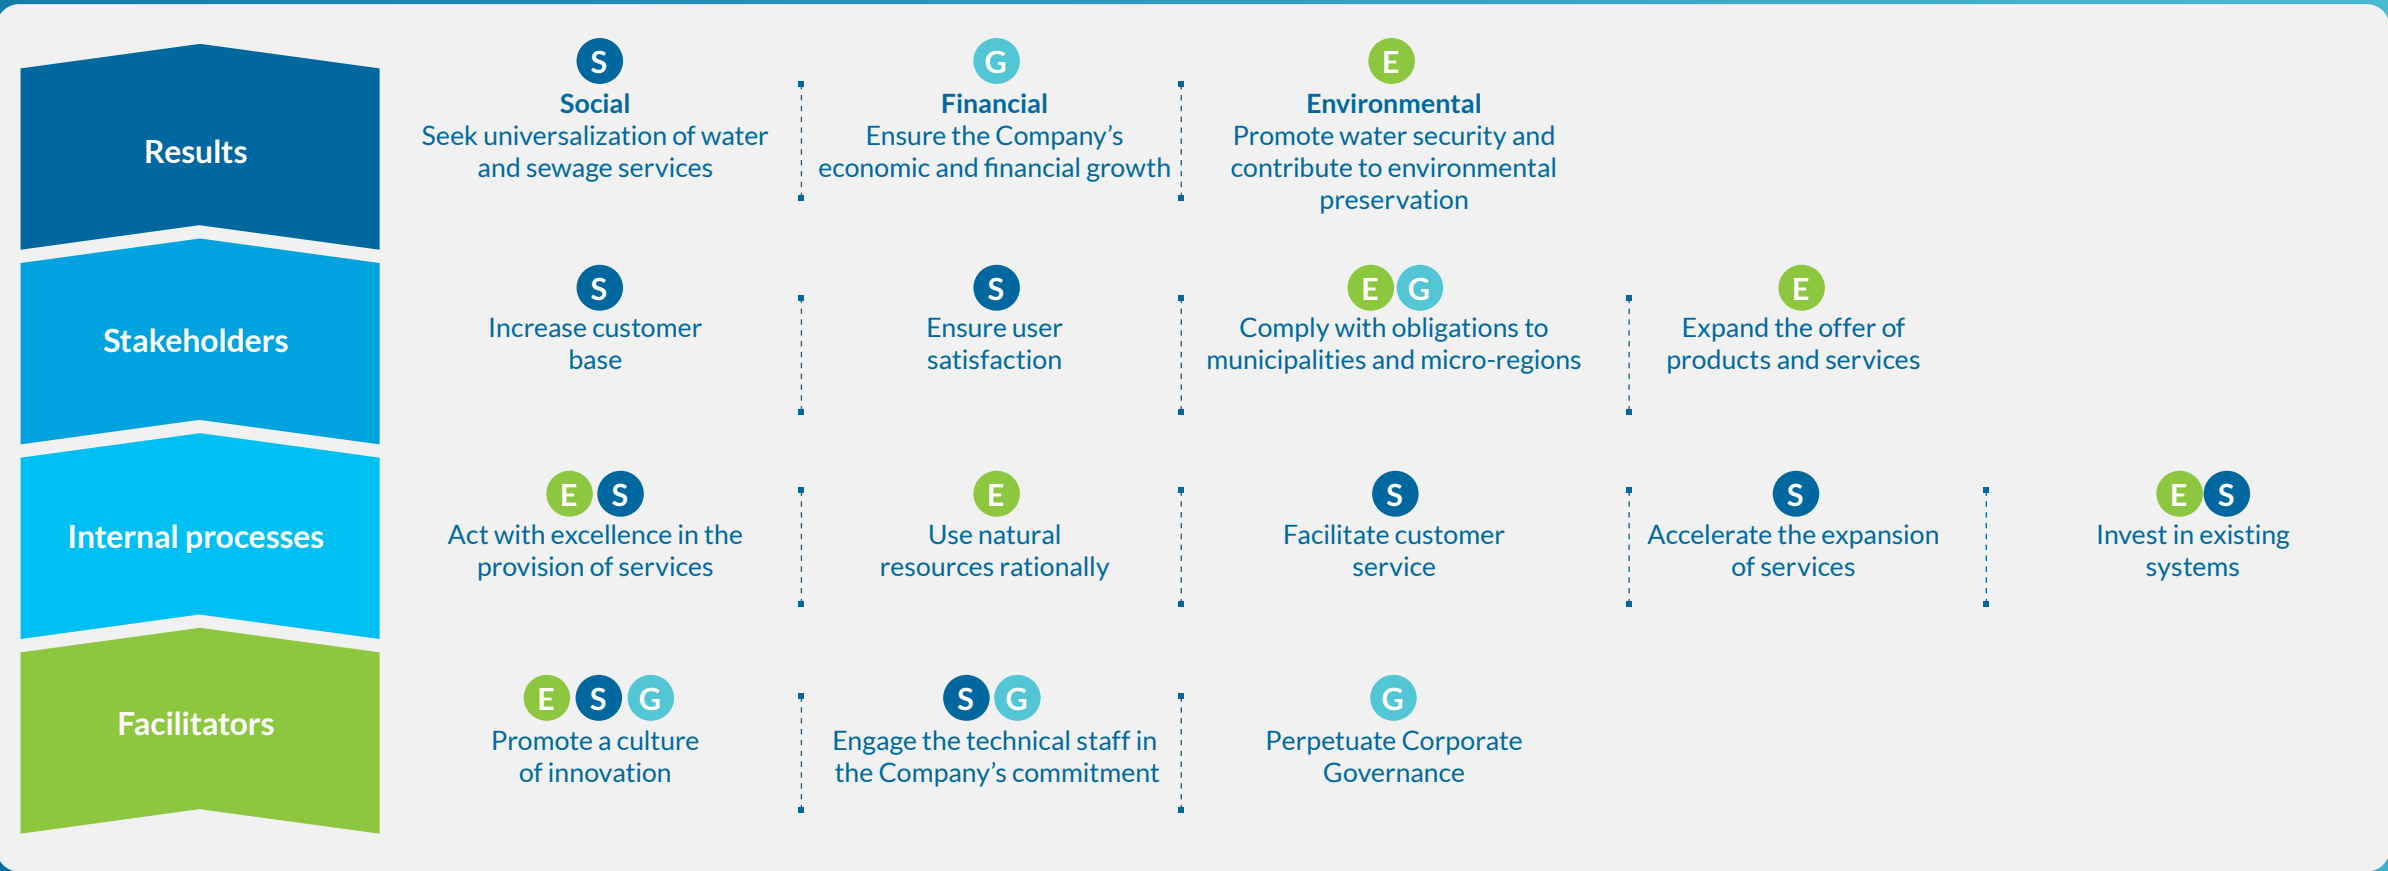 Results
S
Social
Seek universalization of water
and sewage services
G
Financial
Ensure the Company’s
economic and financial growth
E
Environmental
Promote water security and
contribute to environmental
preservation
Stakeholders
S
Increase customer
base
S
Ensure user
satisfaction
E G
Comply with obligations to
municipalities and micro-regions
E
Expand the offer of
products and services
Internal processes
E S
Act with excellence in the
provision of services
E
Use natural
resources rationally
S
Facilitate customer
service
S
Accelerate the expansion
of services
E S
Invest in existing
systems
Facilitators
E S G
Promote a culture
of innovation
S G
Engage the technical staff in
the Company’s commitment
G
Perpetuate Corporate
Governance